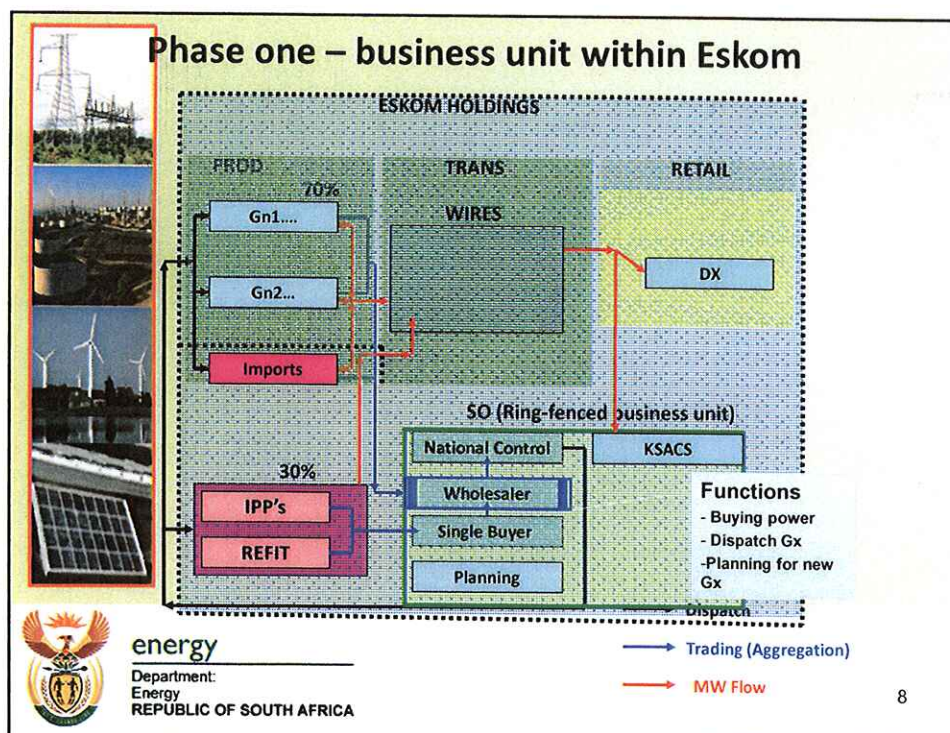 Phase one – business unit within Eskom
ESKOM HOLDINGS
PROD
TRANS
RETAIL
70%
Gn1....
WIRES
DX
Gn2...
Imports
SO (Ring-fenced business unit)
National Control
KSACS
30%
IPP's
Wholesaler
REFIT
Single Buyer
Planning
Functions
- Buying power
- Dispatch Gx
-Planning for new
Gx
Dispatch
energy
Department:
Energy
REPUBLIC OF SOUTH AFRICA
Trading (Aggregation)
MW Flow
8